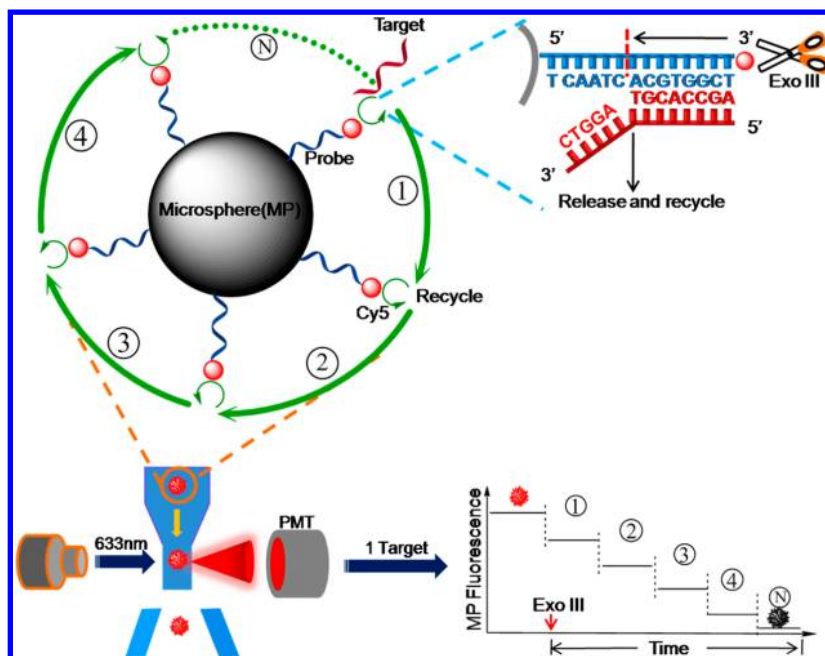 Target
N
5’
3’
Exo III
TCAATC ACGTGGCT
TGCACCGA
CTGGA
5’
3’
Release and recycle
4
1
Probe
Microsphere(MP)
Recycle
Cy5
3
2
633nm
PMT
1 Target
MP Fluorescence
1
2
3
4
N
Exo III
Time